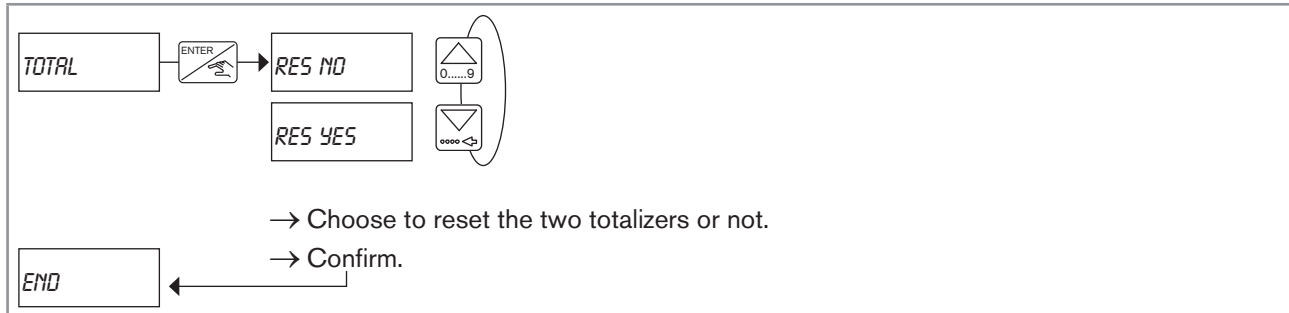 TOTAL
ENTER
RES NO
0......9
RES YES
→ Choose to reset the two totalizers or not.
→ Confirm.
END